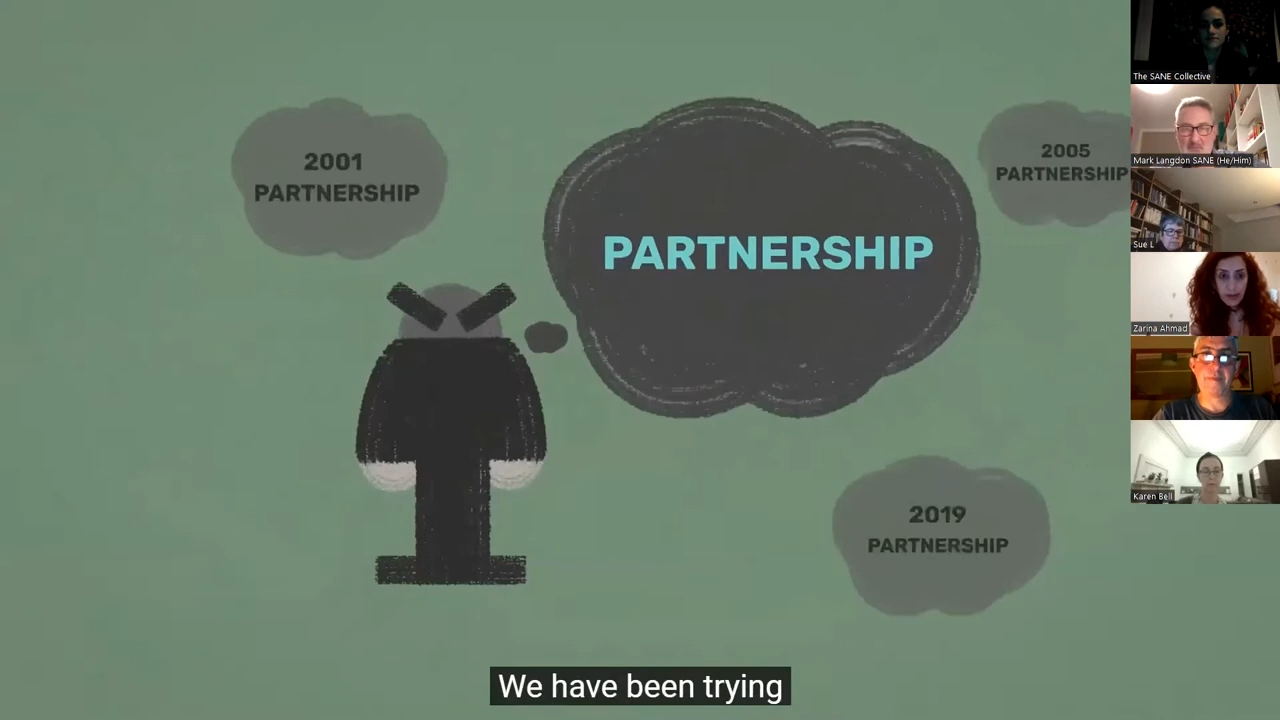 2001
PARTNERSHIP
PARTNERSHIP
2005
PARTNERSHIP
2019
PARTNERSHIP
We have been trying
The SANE Collective
Mark Langdon SANE (He/Him)
Sue L
Zarina Ahmad
Karen Bell